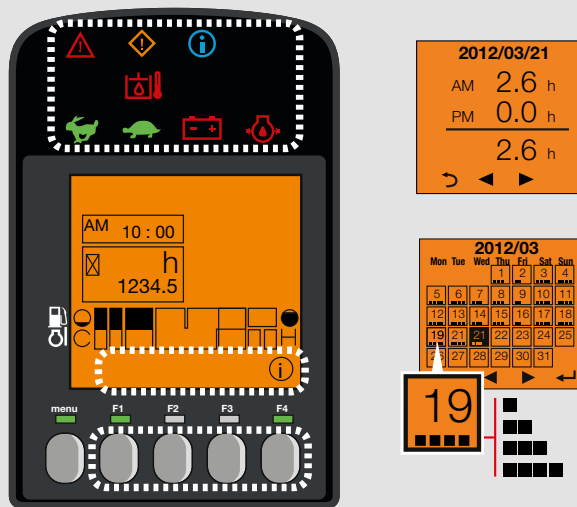 AM 10 : 00
h
1234.5
C H
menu F1 F2 F3 F4
2012/03/21
AM 2.6 h
PM 0.0 h
2.6 h
2012/03
Mon Tue Wed Thu Fri Sat Sun
1 2 3 4
5 6 7 8 9 10 11
12 13 14 15 16 17 18
19 21 21 22 23 24 25
26 27 28 29 30 31
19